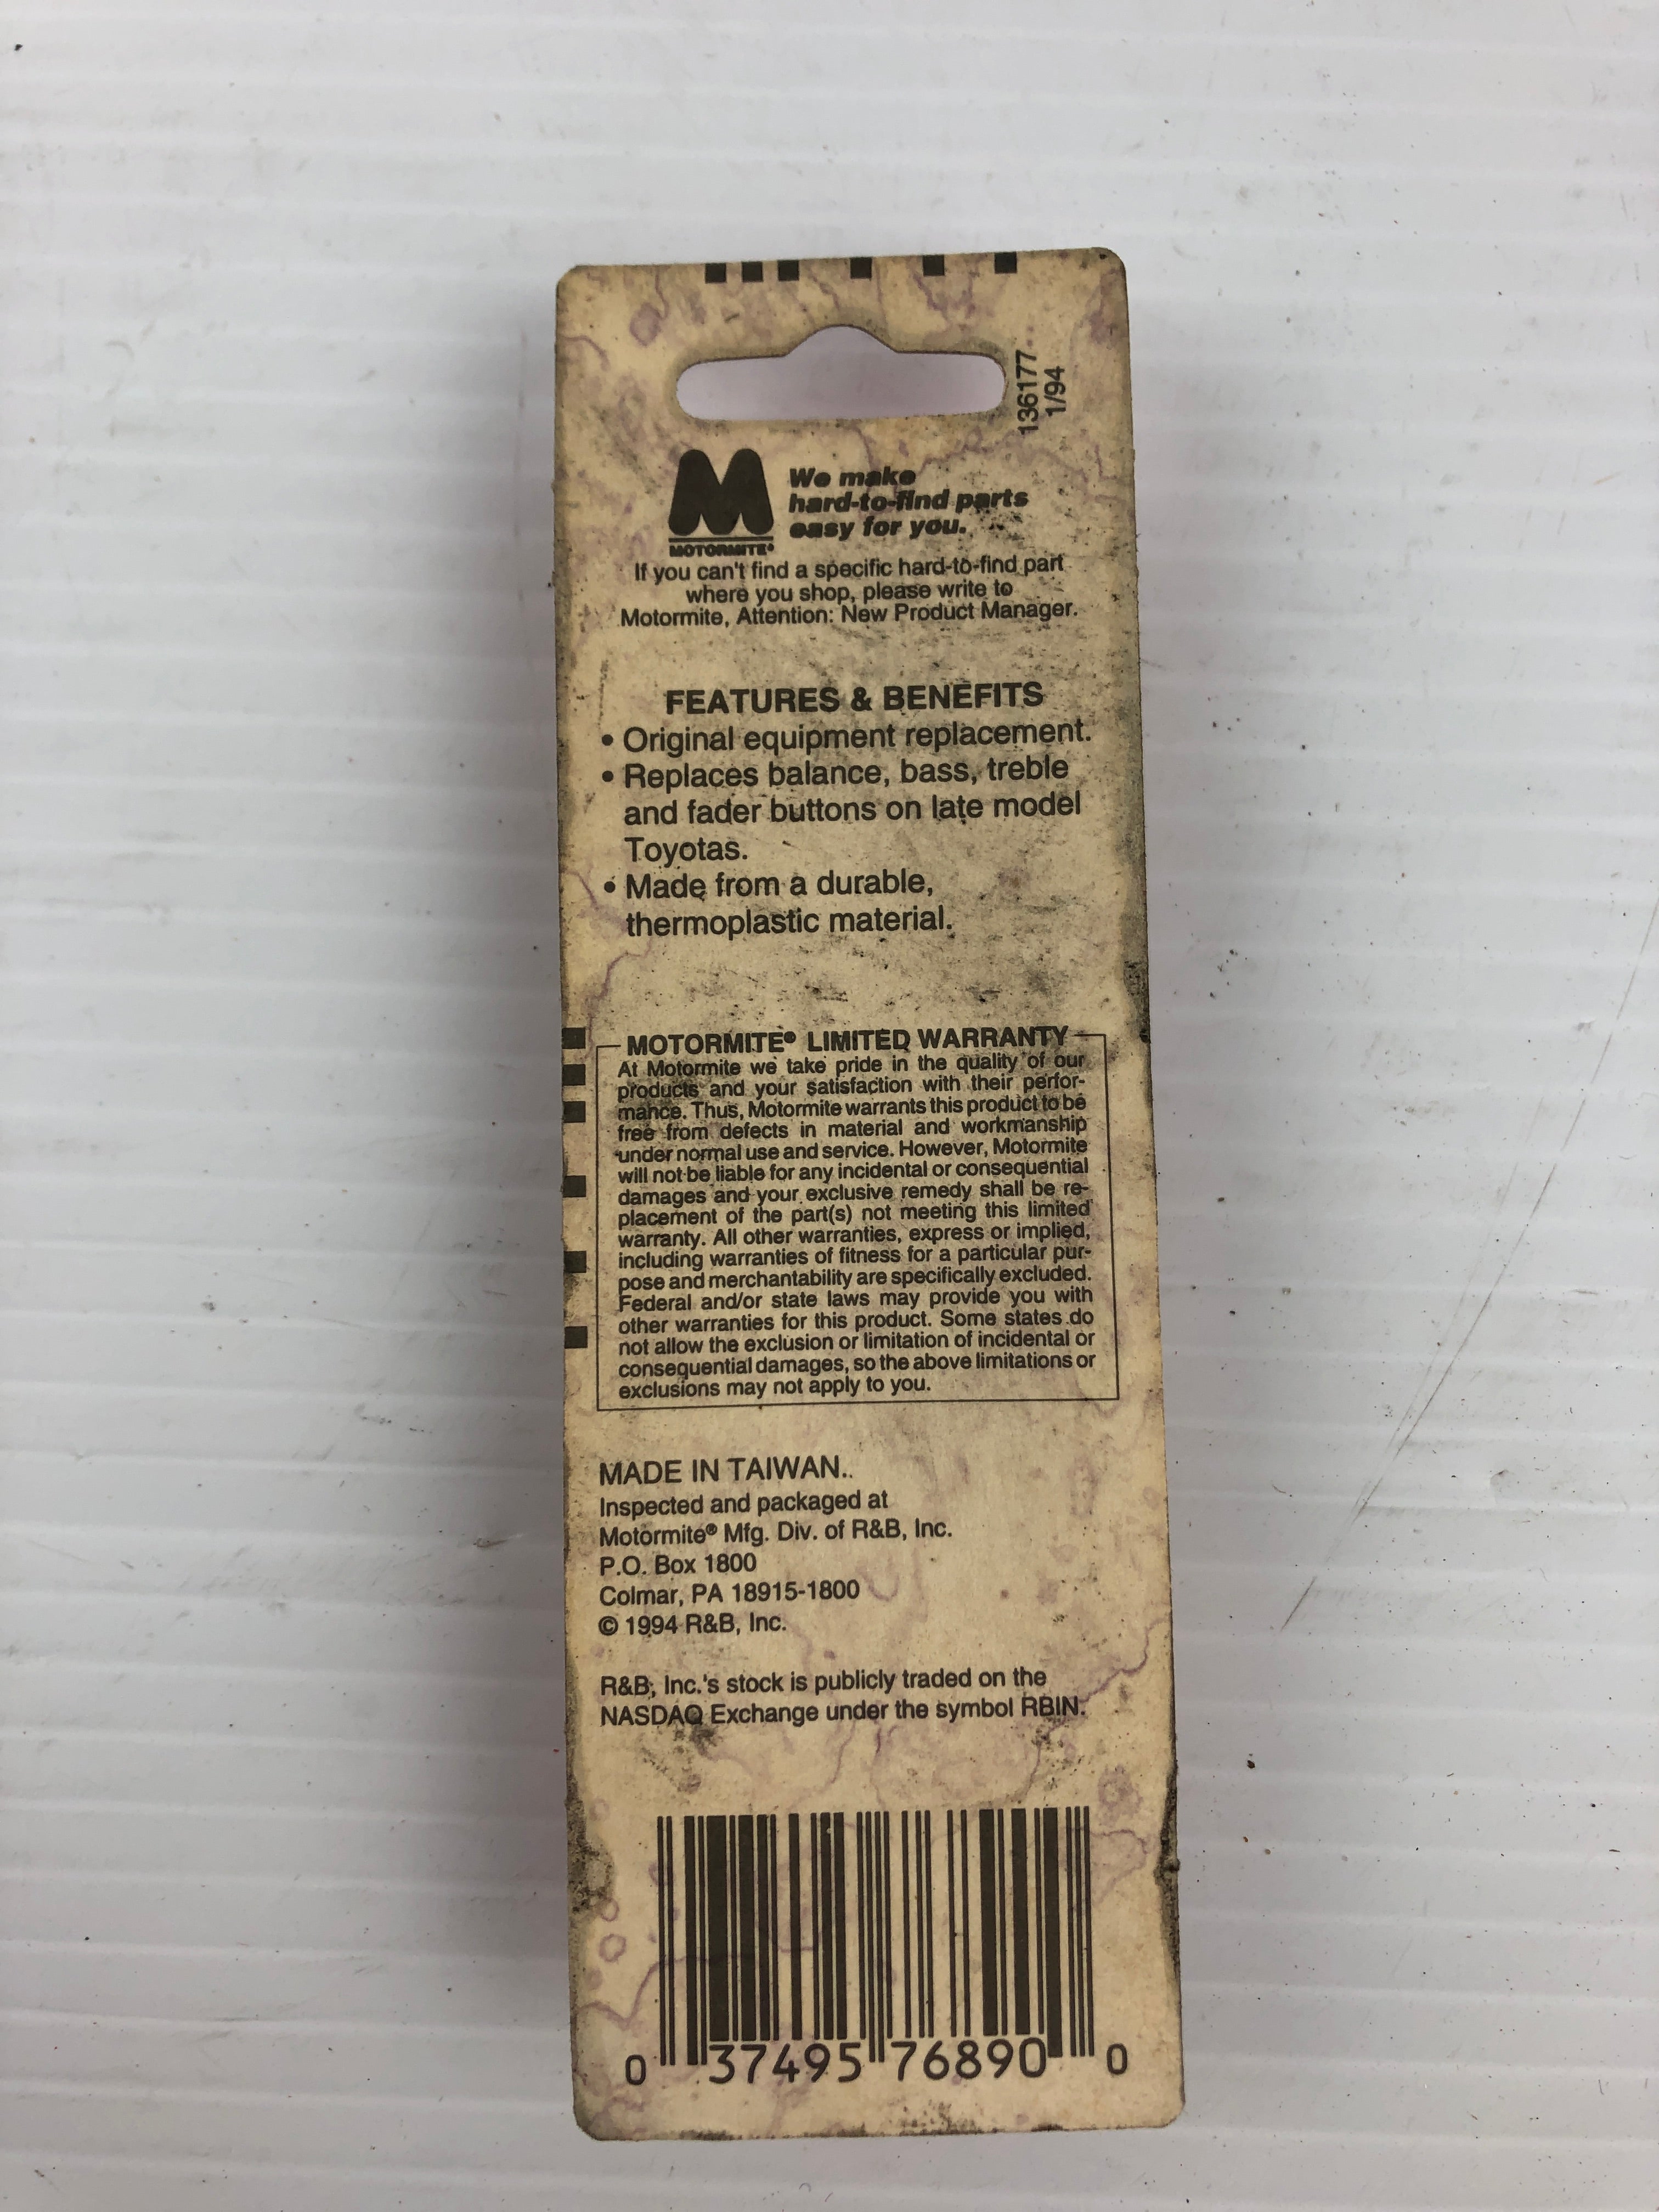 136177
1/94
We make
hard-to-find parts
easy for you.
MOTORMITE®
If you can't find a specific hard-to-find part
where you shop, please write to
Motormite, Attention: New Product Manager.
FEATURES & BENEFITS
• Original equipment replacement.
• Replaces balance, bass, treble
and fader buttons on late model
Toyotas.
• Made from a durable,
thermoplastic material.
MOTORMITE® LIMITED WARRANTY
At Motormite we take pride in the quality of our
products and your satisfaction with their perfor-
mance. Thus, Motormite warrants this product to be
free from defects in material and workmanship
under normal use and service. However, Motormite
will not be liable for any incidental or consequential
damages and your exclusive remedy shall be re-
placement of the part(s) not meeting this limited
warranty. All other warranties, express or implied,
including warranties of fitness for a particular pur-
pose and merchantability are specifically excluded.
Federal and/or state laws may provide you with
other warranties for this product. Some states do
not allow the exclusion or limitation of incidental or
consequential damages, so the above limitations or
exclusions may not apply to you.
MADE IN TAIWAN.
Inspected and packaged at
Motormite® Mfg. Div. of R&B, Inc.
P.O. Box 1800
Colmar, PA 18915-1800
© 1994 R&B, Inc.
R&B, Inc.'s stock is publicly traded on the
NASDAQ Exchange under the symbol RBIN.
0 37495 76890 0